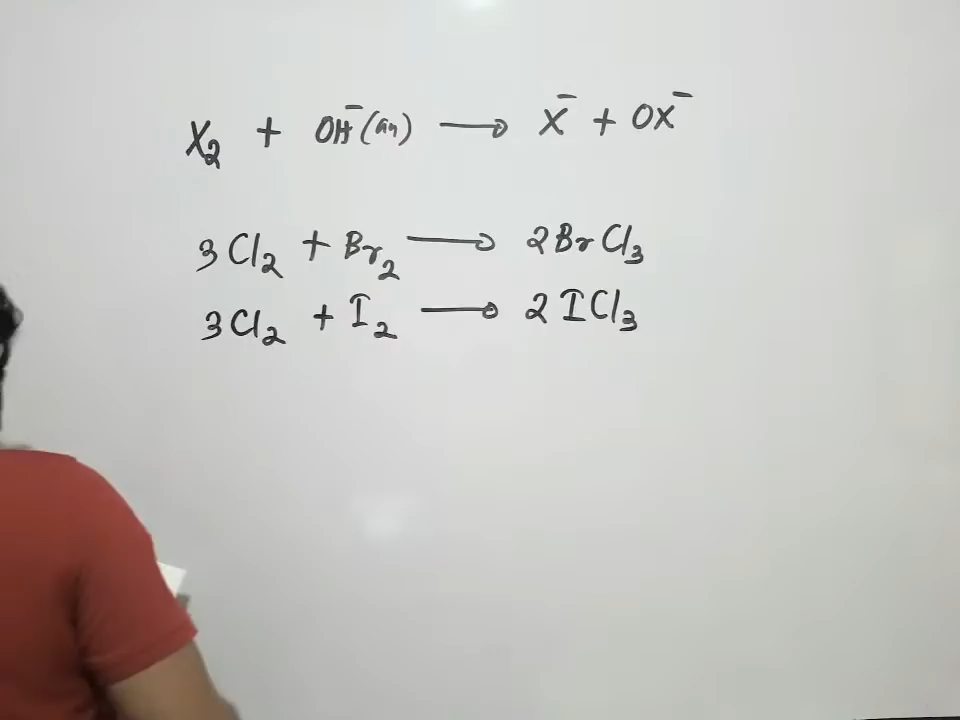 X₂ + OH⁻(aq) ⟶ X⁻ + OX⁻
3Cl₂ + Br₂ ⟶ 2BrCl₃
3Cl₂ + I₂ ⟶ 2ICl₃